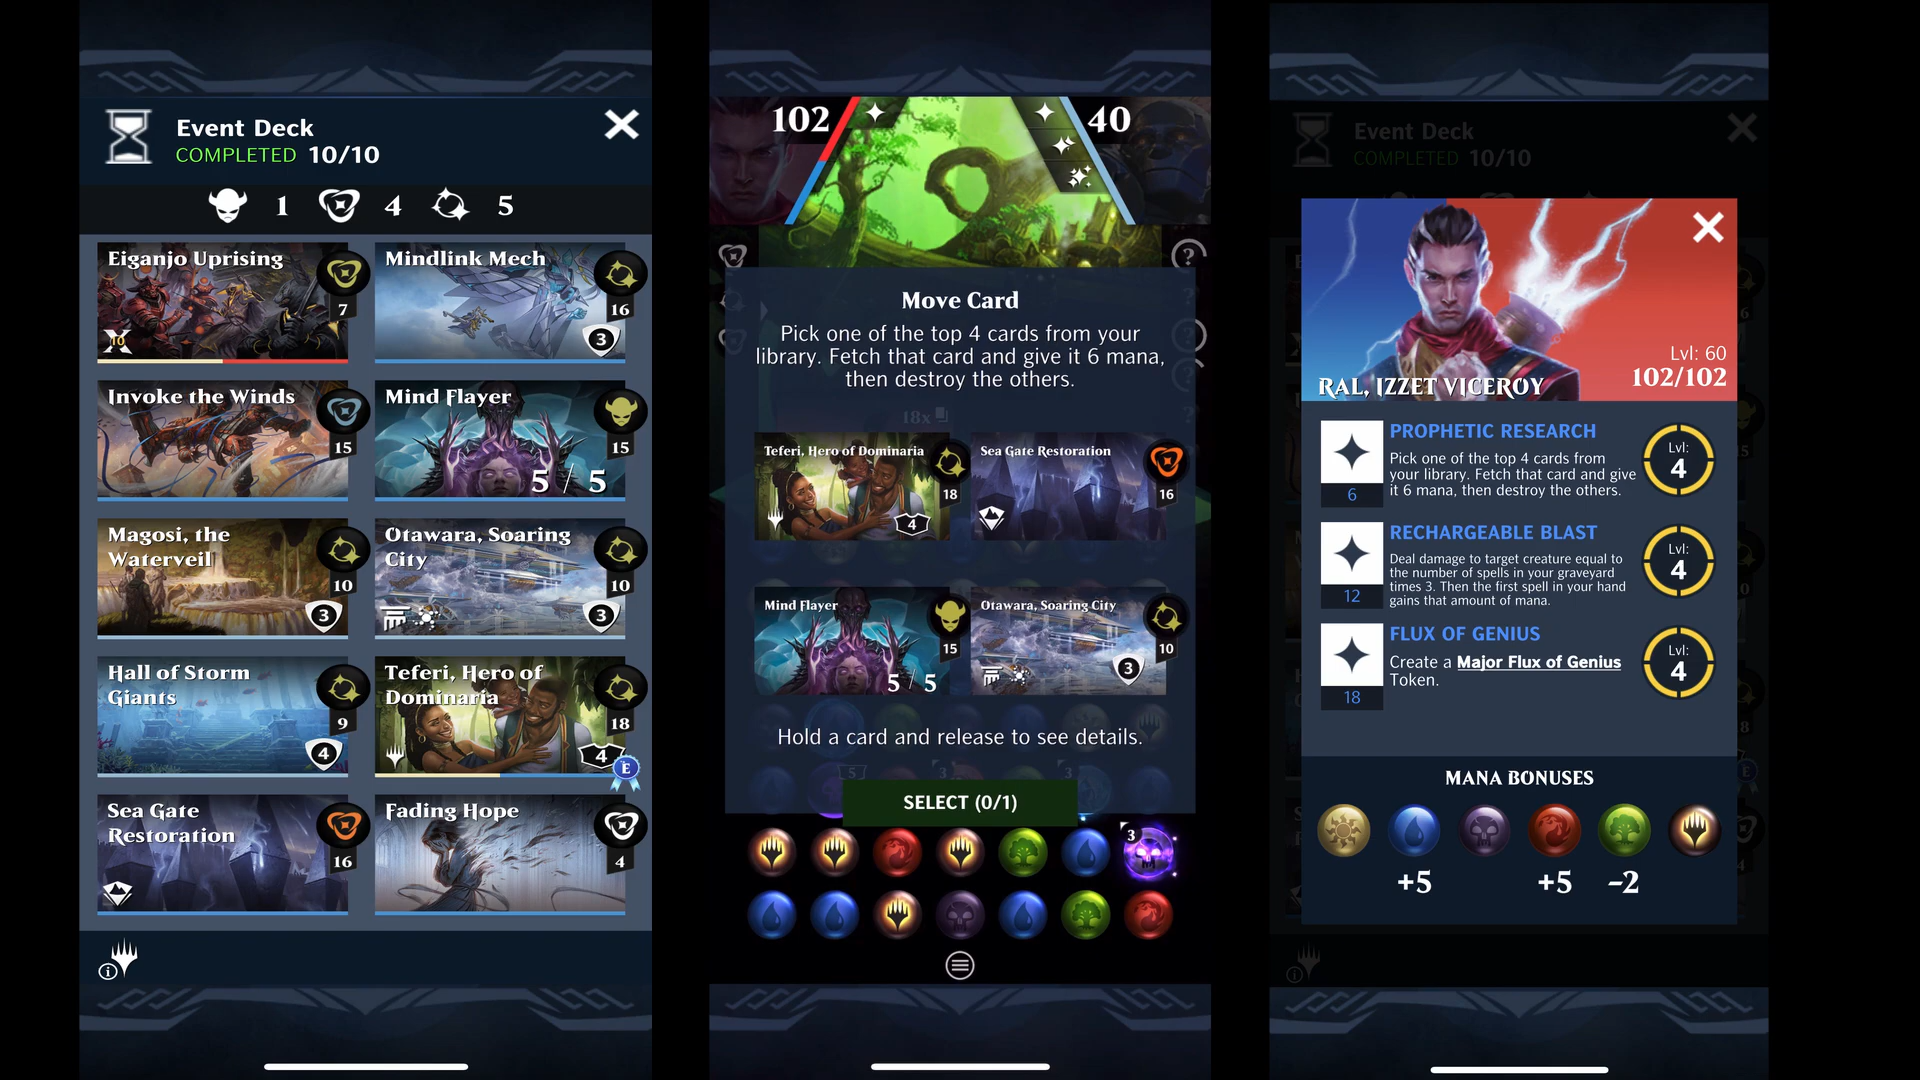 Event Deck
COMPLETED 10/10
1 4 5
Eiganjo Uprising
10
7
Mindlink Mech
16
3
Invoke the Winds
15
Mind Flayer
15
5 / 5
Magosi, the
Waterveil
10
3
Otawara, Soaring
City
10
3
Hall of Storm
Giants
9
4
Teferi, Hero of
Dominaria
18
4
E
Sea Gate
Restoration
16
Fading Hope
4
102
40
?
Move Card
Pick one of the top 4 cards from your
library. Fetch that card and give it 6 mana,
then destroy the others.
18x
Teferi, Hero of Dominaria
18
4
Sea Gate Restoration
16
Mind Flayer
15
5 / 5
Otawara, Soaring City
10
3
Hold a card and release to see details.
5 3 3
SELECT (0/1)
3
Event Deck
COMPLETED 10/10
Lvl: 60
RAL, IZZET VICEROY 102/102
PROPHETIC RESEARCH
Pick one of the top 4 cards from
your library. Fetch that card and give
it 6 mana, then destroy the others.
6
Lvl:
4
RECHARGEABLE BLAST
Deal damage to target creature equal to
the number of spells in your graveyard
times 3. Then the first spell in your hand
gains that amount of mana.
12
Lvl:
4
FLUX OF GENIUS
Create a Major Flux of Genius
Token.
18
Lvl:
4
MANA BONUSES
+5 +5 -2